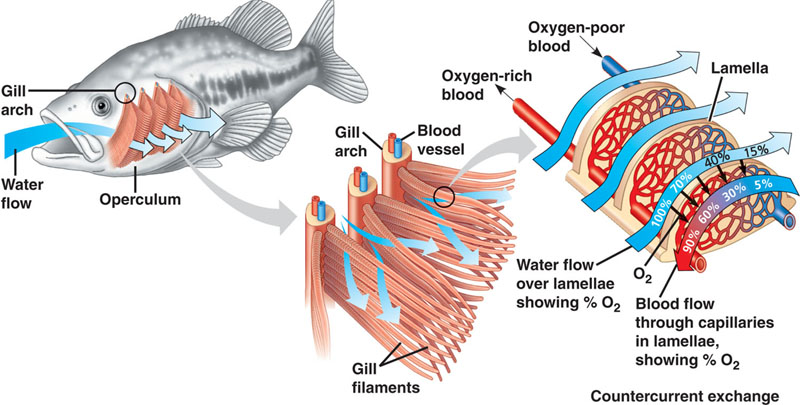 Gill
arch
Water
flow
Operculum
Gill
arch
Blood
vessel
Gill
filaments
Oxygen-poor
blood
Oxygen-rich
blood
Lamella
100%
70%
40%
15%
90%
60%
30%
5%
Water flow
over lamellae
showing % O2
O2
Blood flow
through capillaries
in lamellae,
showing % O2
Countercurrent exchange